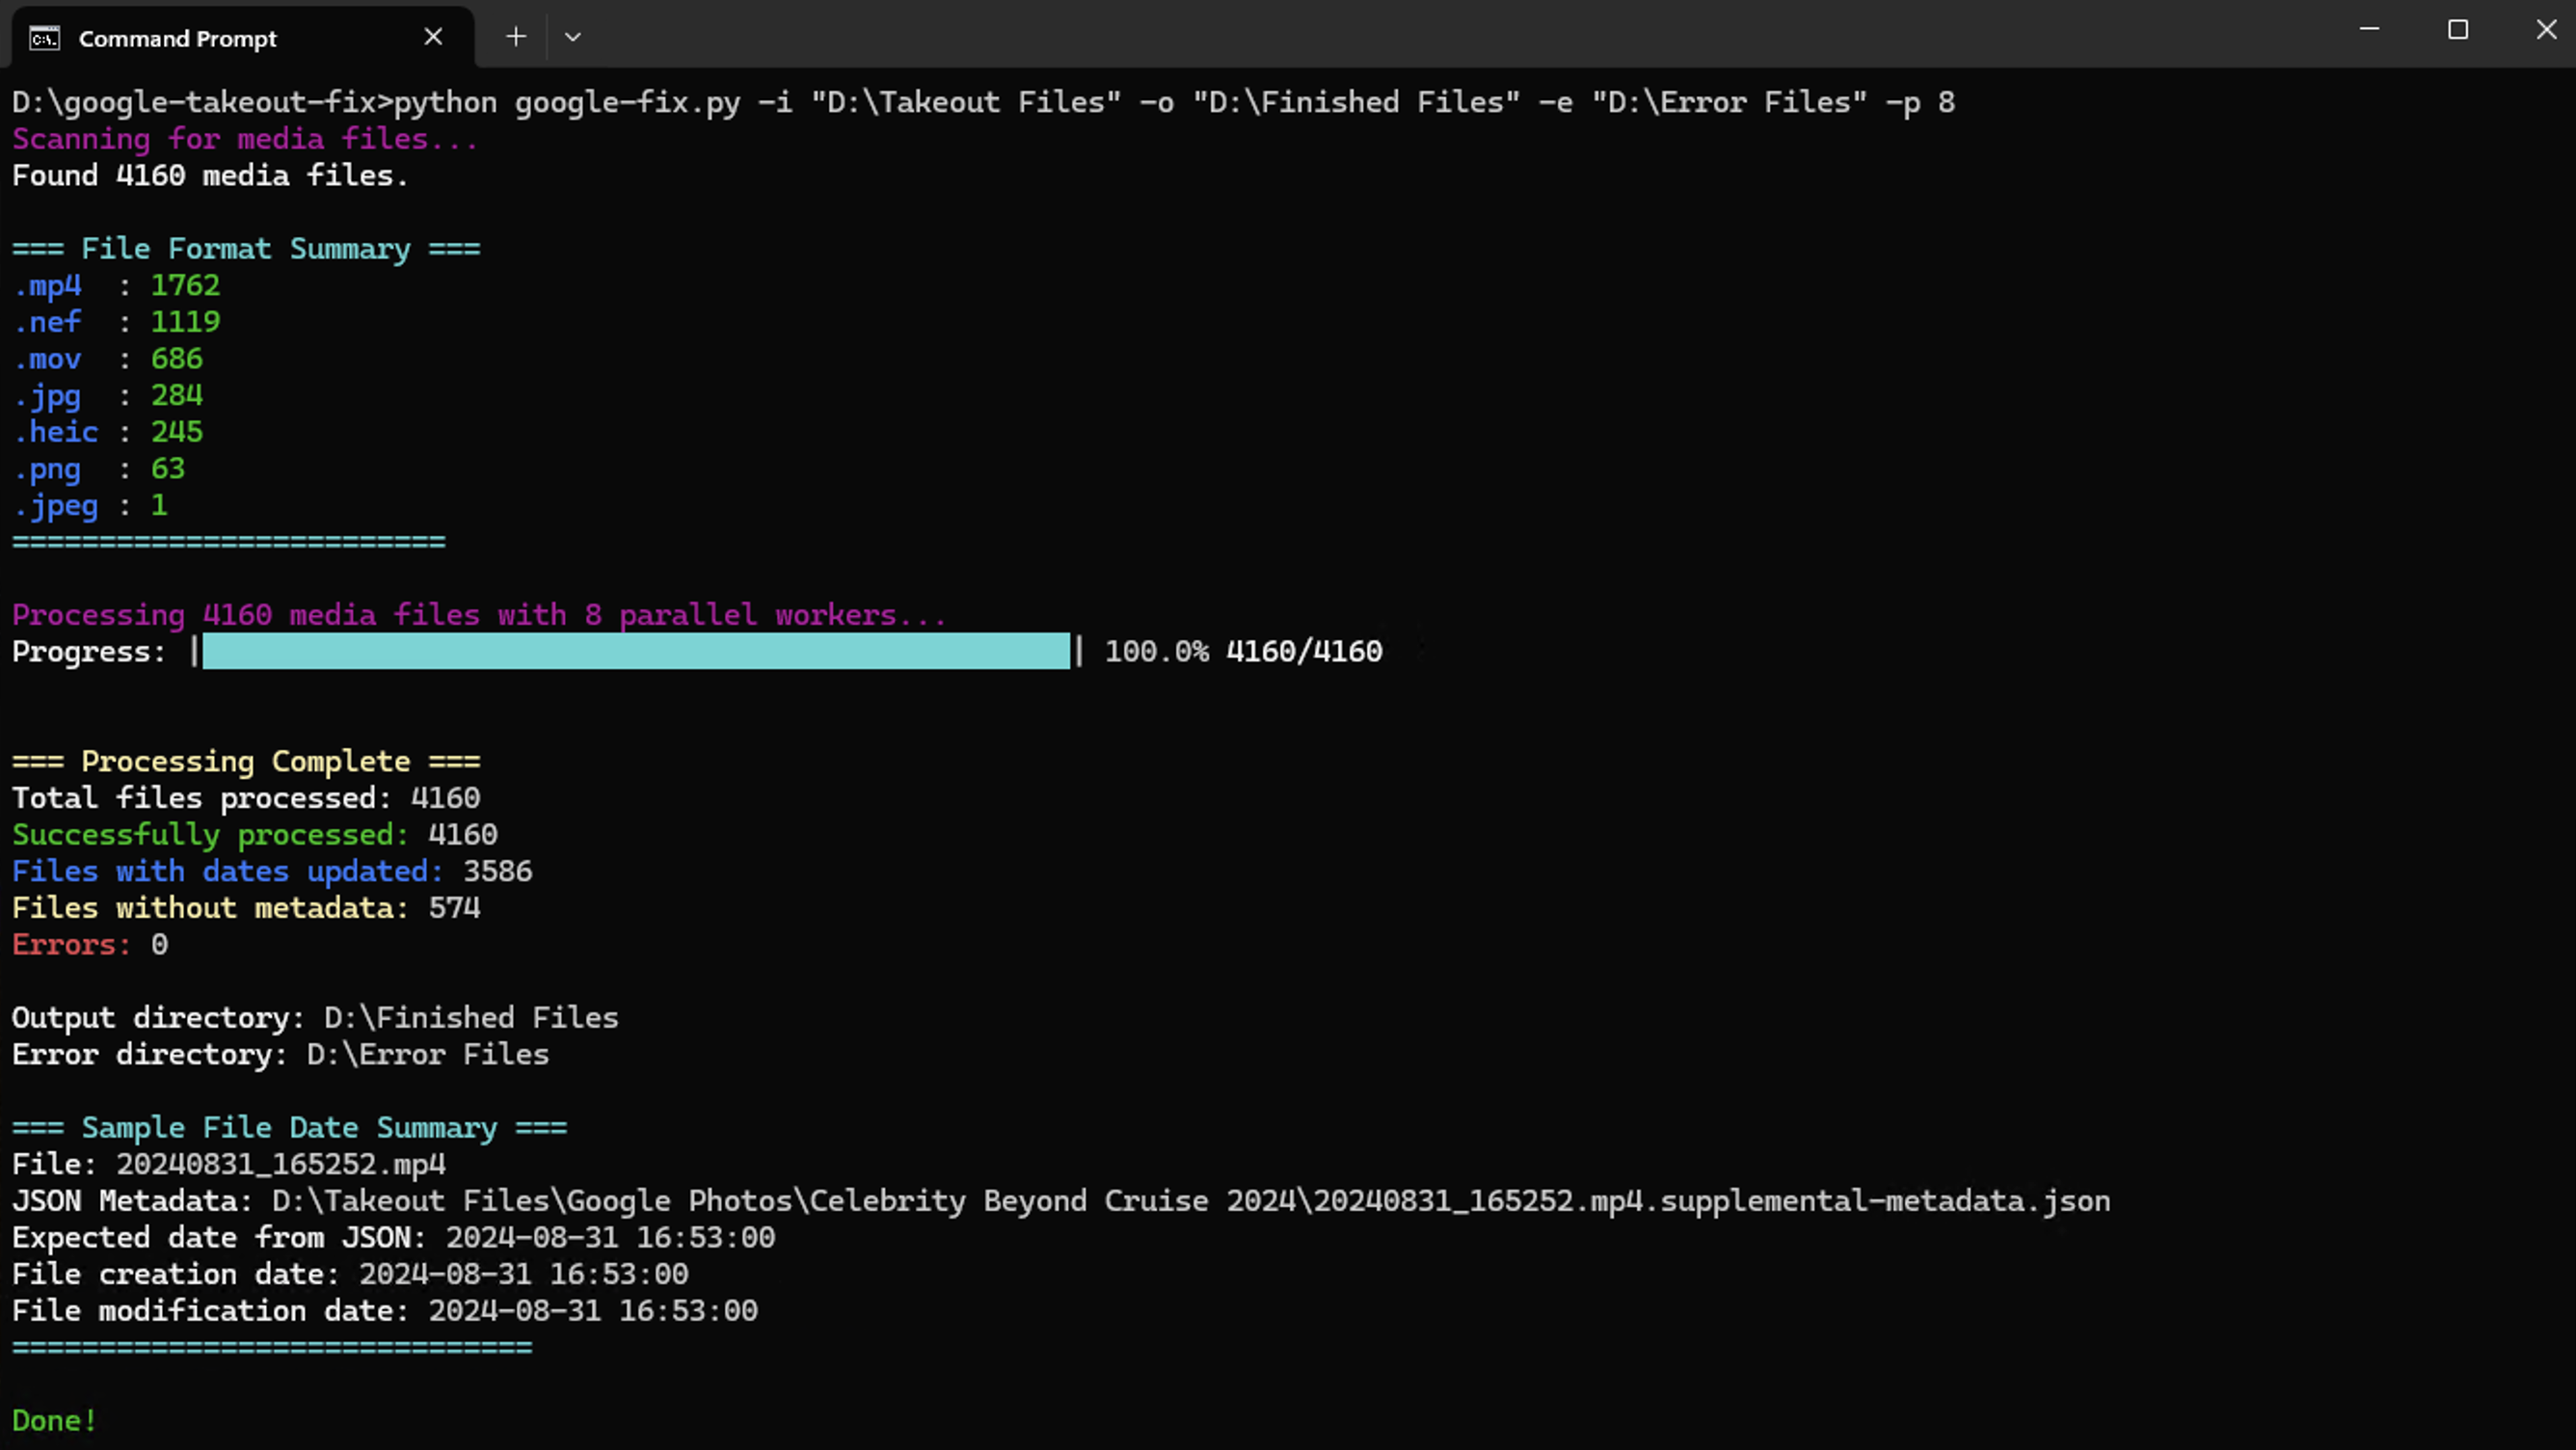 Command Prompt
D:\google-takeout-fix>python google-fix.py -i "D:\Takeout Files" -o "D:\Finished Files" -e "D:\Error Files" -p 8
Scanning for media files...
Found 4160 media files.
=== File Format Summary ===
.mp4  : 1762
.nef  : 1119
.mov  : 686
.jpg  : 284
.heic : 245
.png  : 63
.jpeg : 1
=========================
Processing 4160 media files with 8 parallel workers...
Progress: | | 100.0% 4160/4160
=== Processing Complete ===
Total files processed: 4160
Successfully processed: 4160
Files with dates updated: 3586
Files without metadata: 574
Errors: 0
Output directory: D:\Finished Files
Error directory: D:\Error Files
=== Sample File Date Summary ===
File: 20240831_165252.mp4
JSON Metadata: D:\Takeout Files\Google Photos\Celebrity Beyond Cruise 2024\20240831_165252.mp4.supplemental-metadata.json
Expected date from JSON: 2024-08-31 16:53:00
File creation date: 2024-08-31 16:53:00
File modification date: 2024-08-31 16:53:00
==============================
Done!